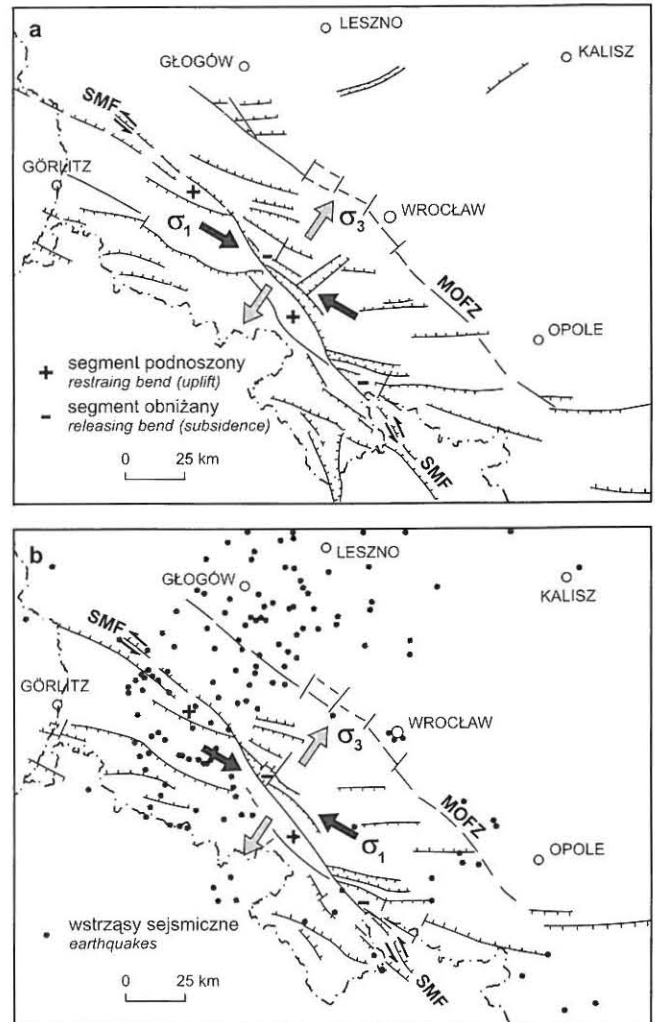 a
LESZNO
KALISZ
GŁOGÓW
SMF
GÖRLITZ
σ1
σ3
WROCŁAW
MOFZ
OPOLE
+ segment podnoszony
restraing bend (uplift)
- segment obniżany
releasing bend (subsidence)
0 25 km
SMF
b
LESZNO
GŁOGÓW
KALISZ
SMF
GÖRLITZ
σ3
WROCŁAW
MOFZ
σ1
OPOLE
wstrząsy sejsmiczne
earthquakes
0 25 km
SMF